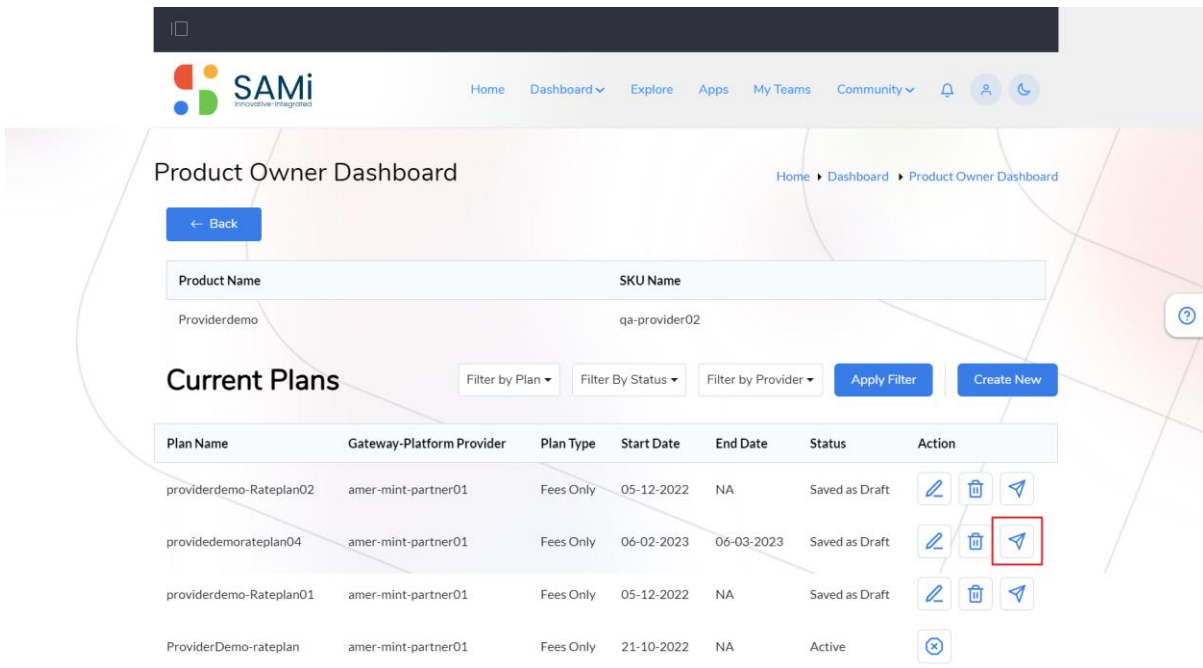 SAMi
Innovative-Integrated
Home Dashboard Explore Apps My Teams Community
Product Owner Dashboard
Home Dashboard Product Owner Dashboard
← Back
Product Name SKU Name
Providerdemo qa-provider02
Current Plans
Filter by Plan Filter By Status Filter by Provider Apply Filter Create New
Plan Name Gateway-Platform Provider Plan Type Start Date End Date Status Action
providerdemo-Rateplan02 amer-mint-partner01 Fees Only 05-12-2022 NA Saved as Draft
providedemorateplan04 amer-mint-partner01 Fees Only 06-02-2023 06-03-2023 Saved as Draft
providerdemo-Rateplan01 amer-mint-partner01 Fees Only 05-12-2022 NA Saved as Draft
ProviderDemo-rateplan amer-mint-partner01 Fees Only 21-10-2022 NA Active